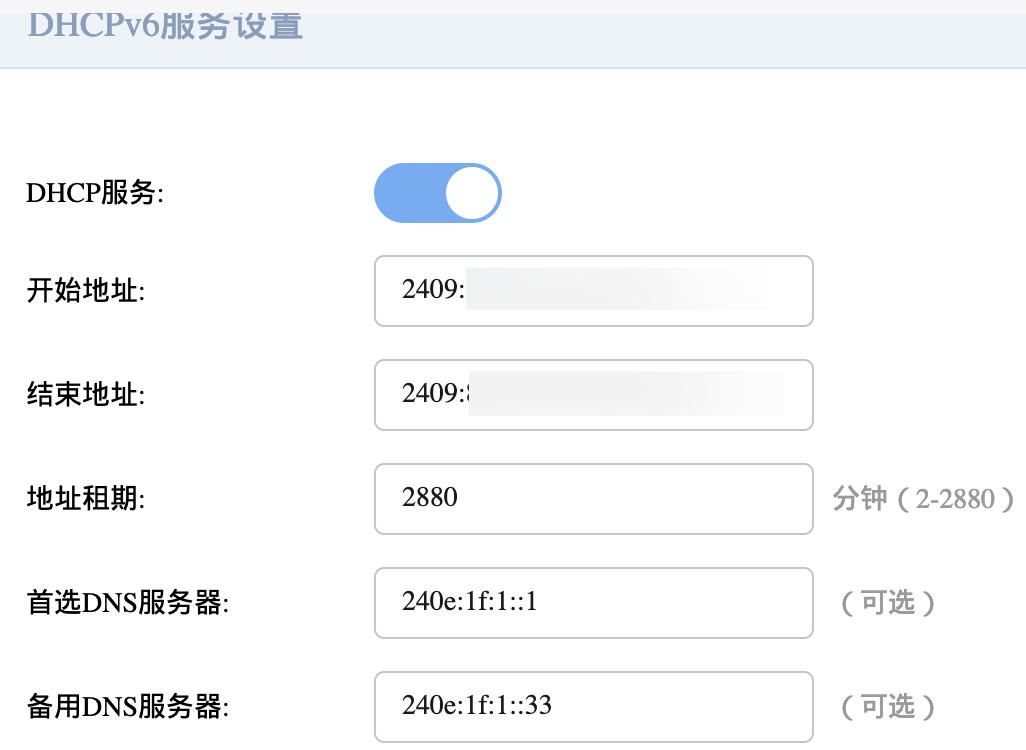 DHCPv6服务设置
DHCP服务:
开始地址: 2409:
结束地址: 2409:
地址租期: 2880 分钟（2-2880）
首选DNS服务器: 240e:1f:1::1 （可选）
备用DNS服务器: 240e:1f:1::33 （可选）